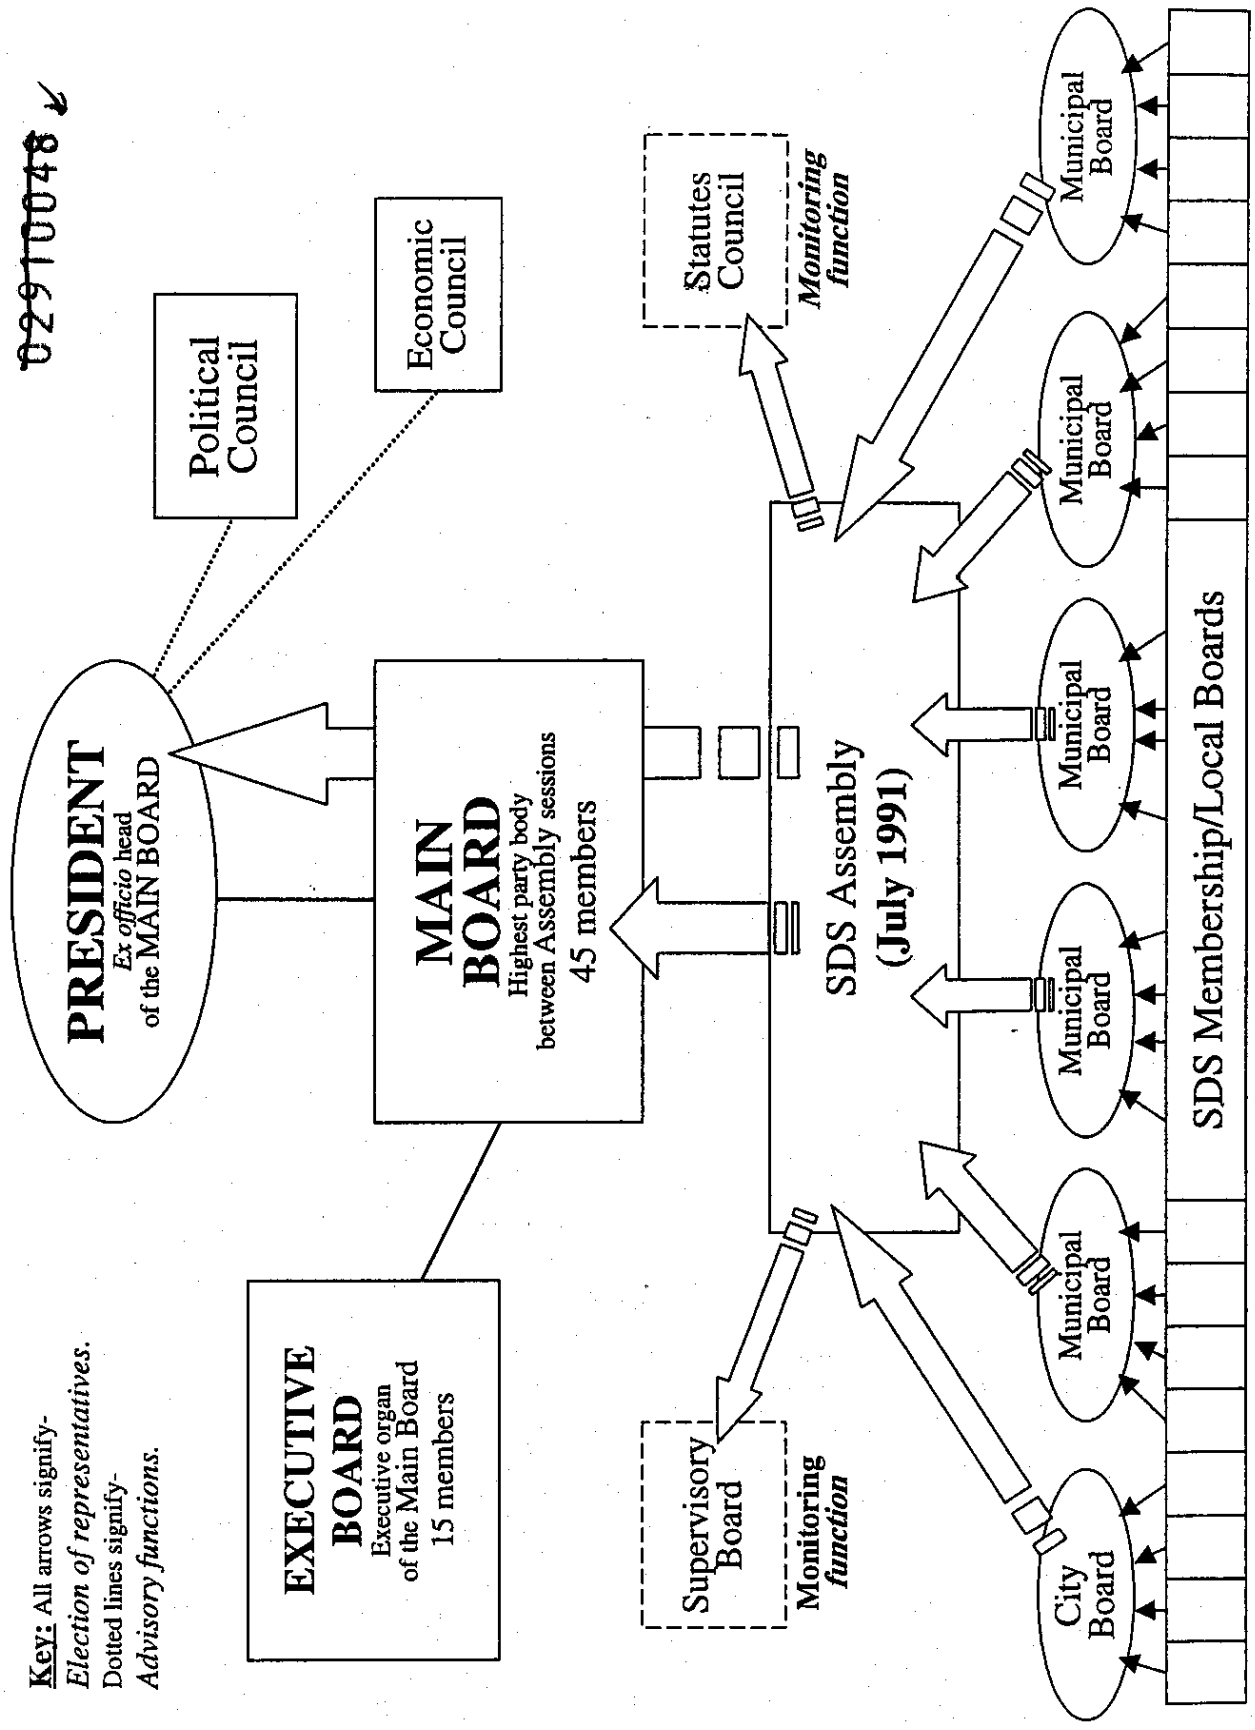 02910048
Key: All arrows signify-
Election of representatives.
Dotted lines signify-
Advisory functions.
PRESIDENT
Ex officio head
of the MAIN BOARD
Political
Council
Economic
Council
EXECUTIVE
BOARD
Executive organ
of the Main Board
15 members
MAIN
BOARD
Highest party body
between Assembly sessions
45 members
Supervisory
Board
Monitoring
function
Statutes
Council
Monitoring
function
SDS Assembly
(July 1991)
City
Board
Municipal
Board
Municipal
Board
Municipal
Board
Municipal
Board
Municipal
Board
SDS Membership/Local Boards